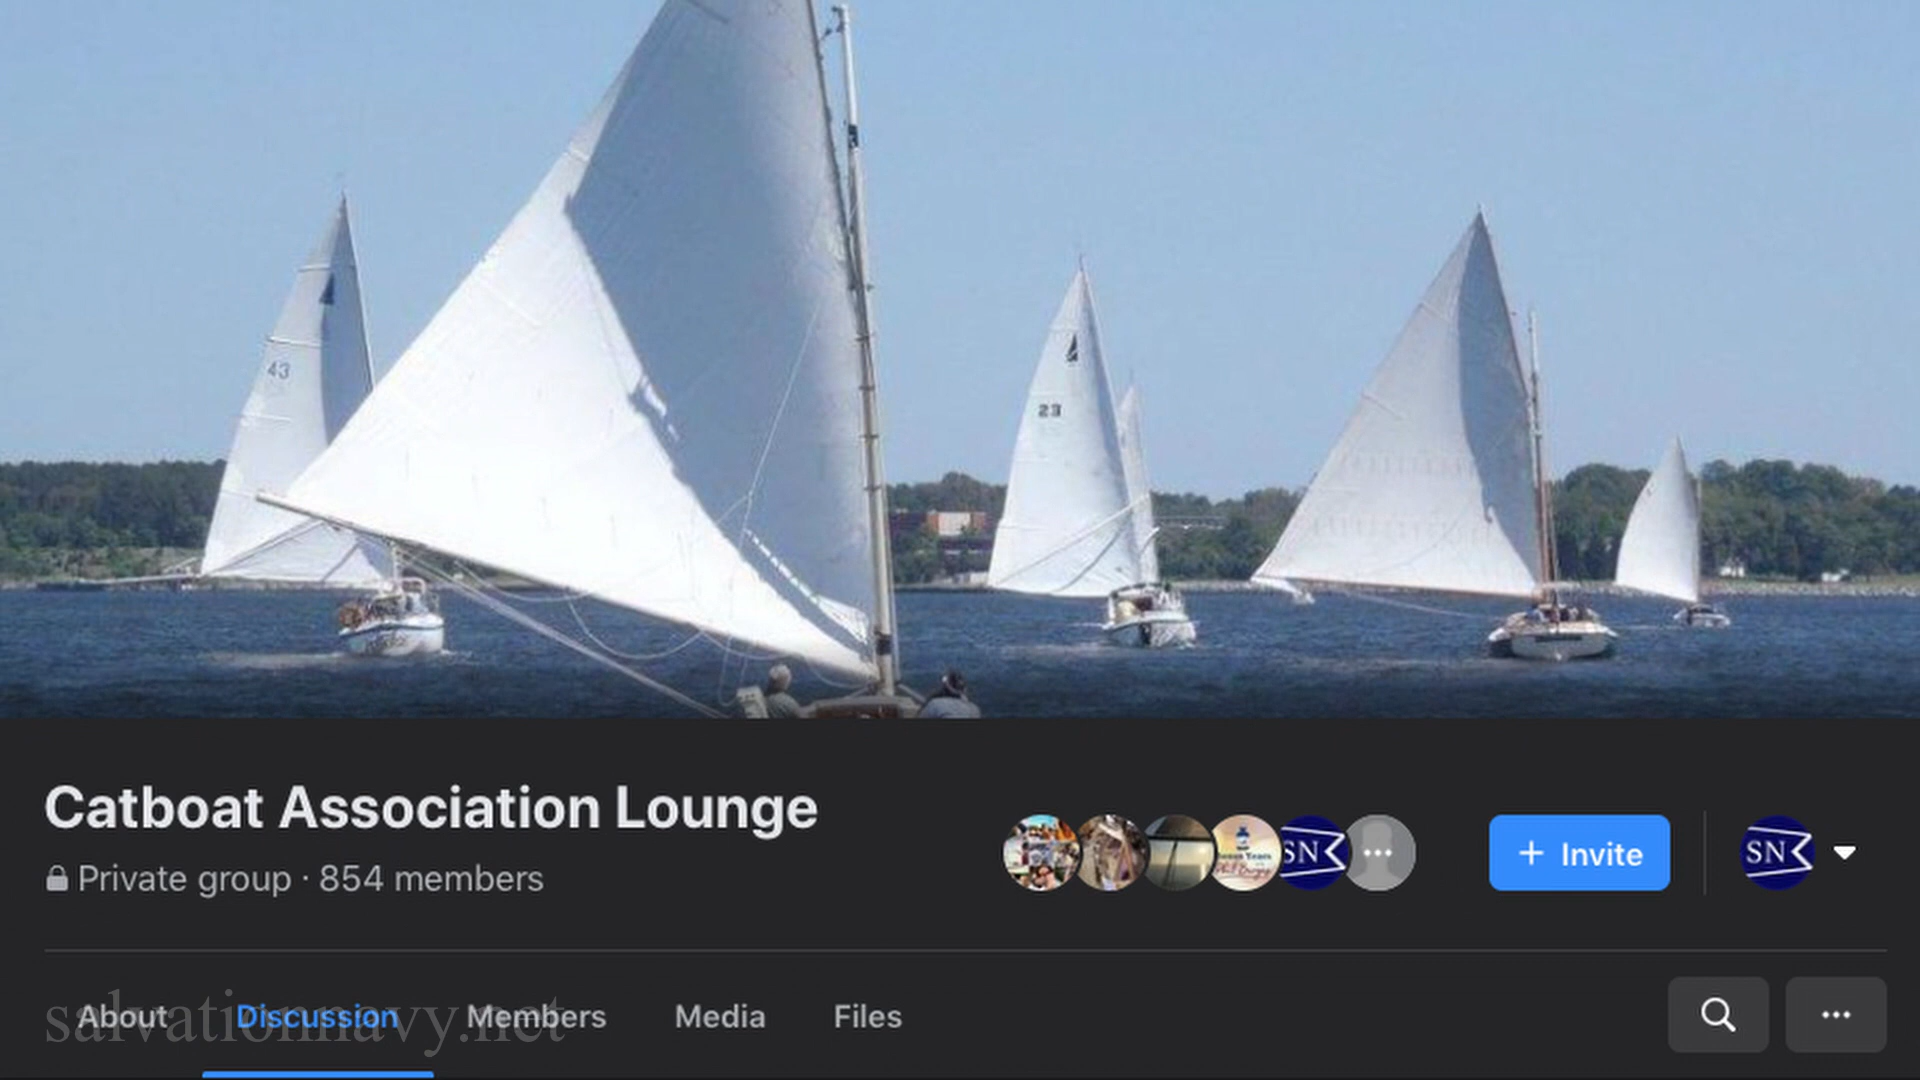 43
23
Catboat Association Lounge
Private group · 854 members
SN
+ Invite
SN
About Discussion Members Media Files
salvationnavy.net